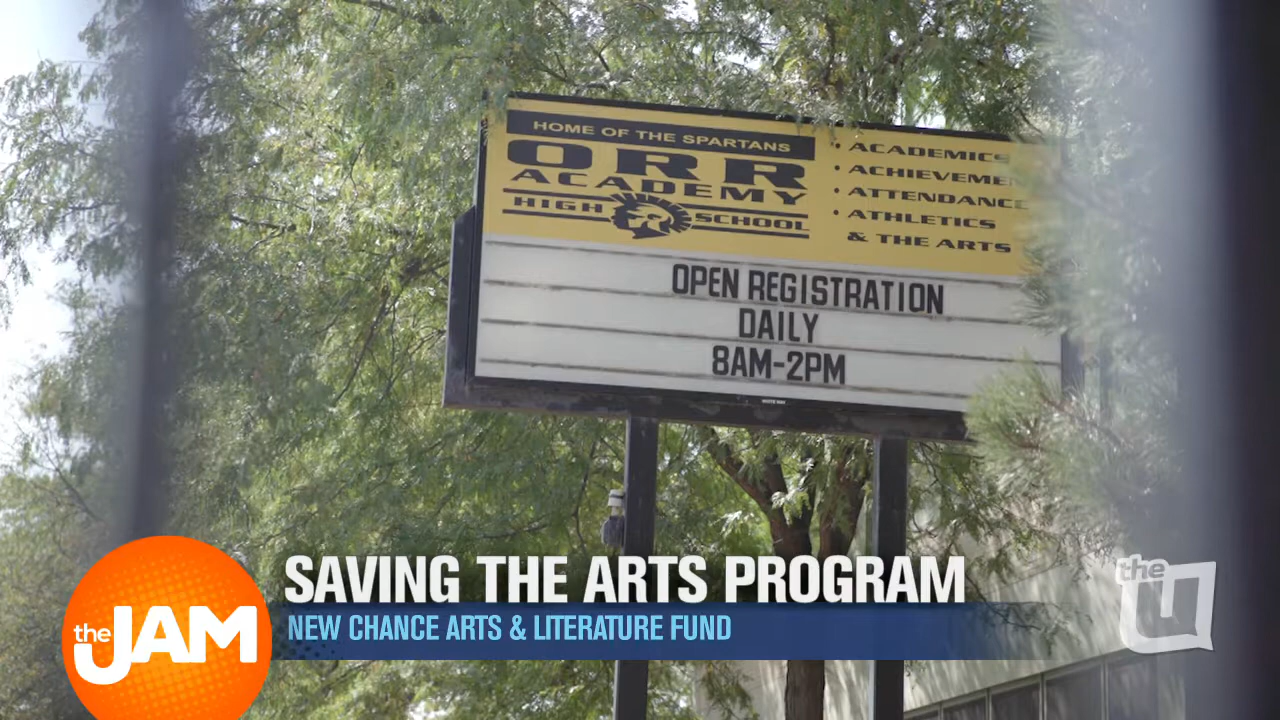 HOME OF THE SPARTANS
ORR
ACADEMY
HIGH SCHOOL
• ACADEMICS
• ACHIEVEME
• ATTENDANCE
• ATHLETICS
& THE ARTS
OPEN REGISTRATION
DAILY
8AM-2PM
SAVING THE ARTS PROGRAM
NEW CHANCE ARTS & LITERATURE FUND
the JAM
the U